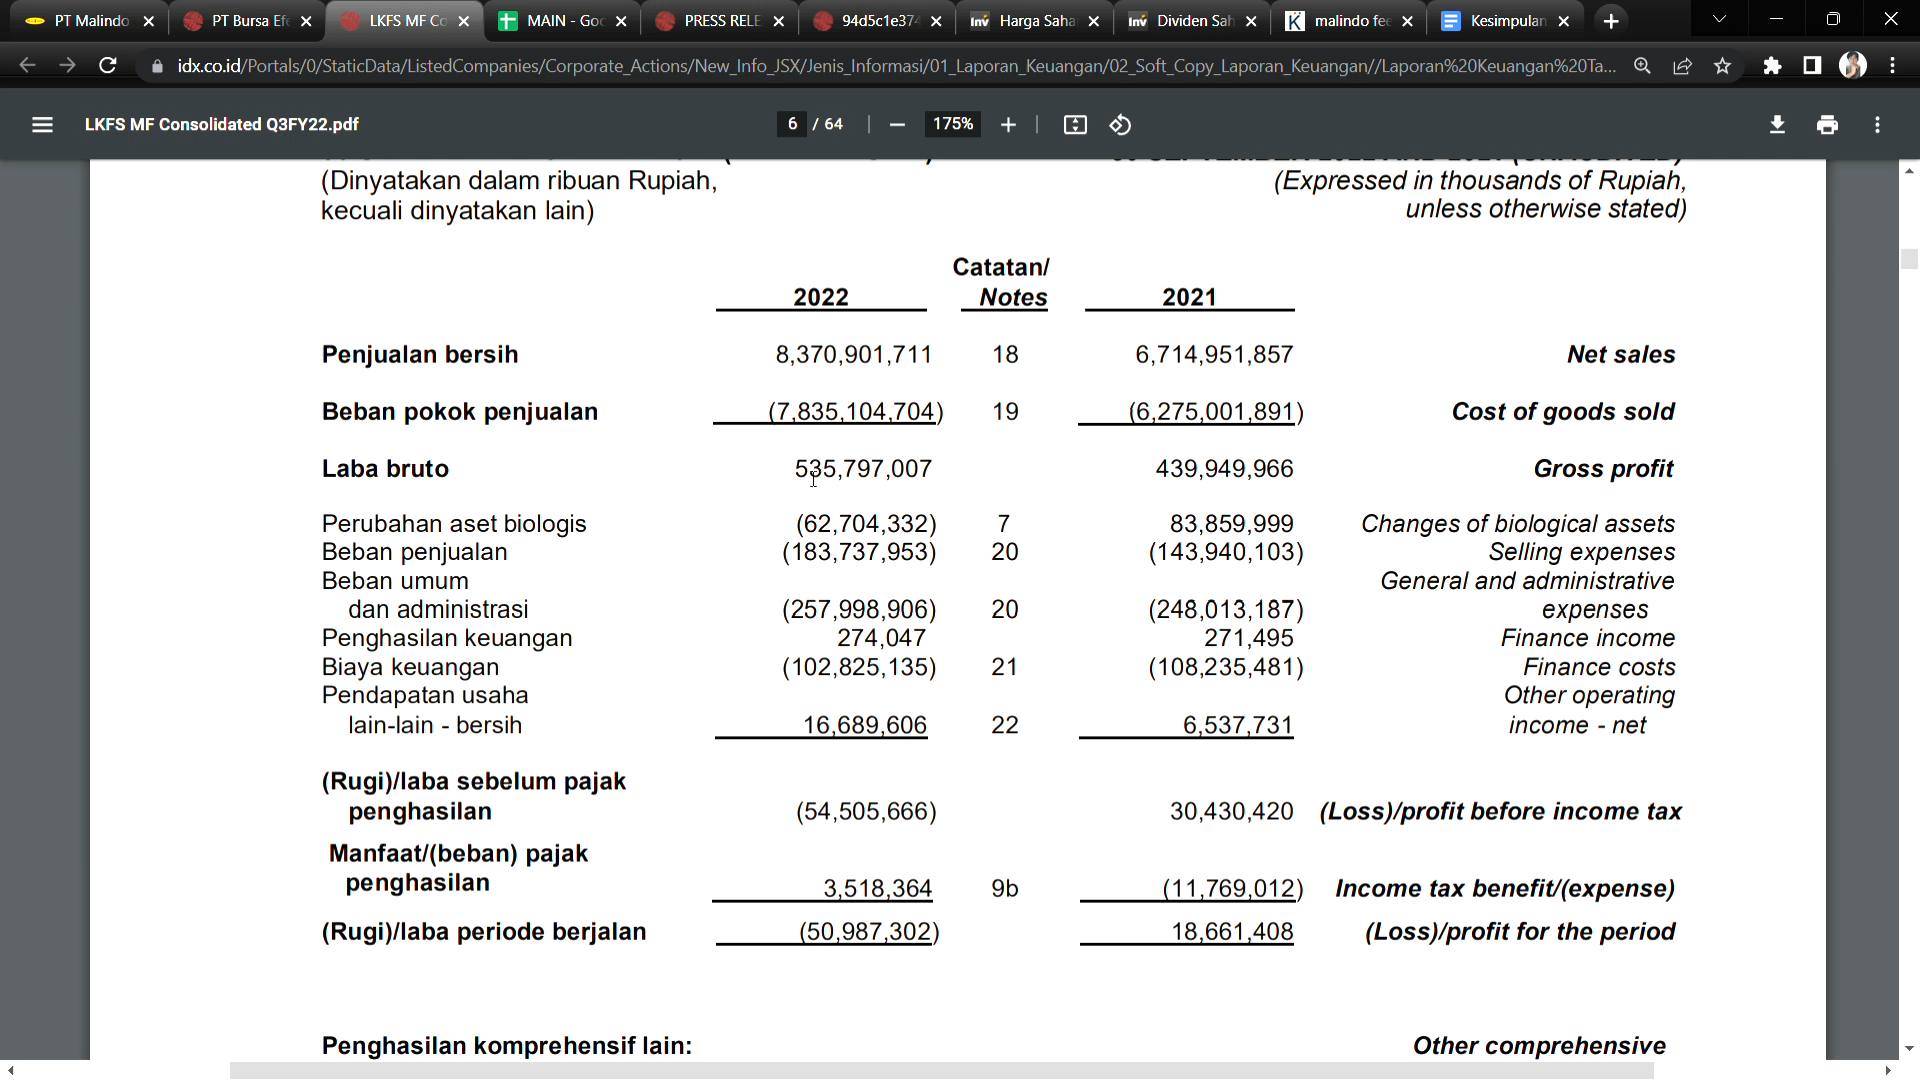 PT Malindo
PT Bursa Efe
LKFS MF Co
MAIN - Goo
PRESS RELE
94d5c1e374
Harga Saha
Dividen Sah
malindo fee
Kesimpulan
idx.co.id/Portals/0/StaticData/ListedCompanies/Corporate_Actions/New_Info_JSX/Jenis_Informasi/01_Laporan_Keuangan/02_Soft_Copy_Laporan_Keuangan//Laporan%20Keuangan%20Ta...
LKFS MF Consolidated Q3FY22.pdf 6 / 64 175%
(Dinyatakan dalam ribuan Rupiah, (Expressed in thousands of Rupiah,
kecuali dinyatakan lain) unless otherwise stated)
Catatan/
2022 Notes 2021
Penjualan bersih 8,370,901,711 18 6,714,951,857 Net sales
Beban pokok penjualan (7,835,104,704) 19 (6,275,001,891) Cost of goods sold
Laba bruto 535,797,007 439,949,966 Gross profit
Perubahan aset biologis (62,704,332) 7 83,859,999 Changes of biological assets
Beban penjualan (183,737,953) 20 (143,940,103) Selling expenses
Beban umum General and administrative
dan administrasi (257,998,906) 20 (248,013,187) expenses
Penghasilan keuangan 274,047 271,495 Finance income
Biaya keuangan (102,825,135) 21 (108,235,481) Finance costs
Pendapatan usaha Other operating
lain-lain - bersih 16,689,606 22 6,537,731 income - net
(Rugi)/laba sebelum pajak
penghasilan (54,505,666) 30,430,420 (Loss)/profit before income tax
Manfaat/(beban) pajak
penghasilan 3,518,364 9b (11,769,012) Income tax benefit/(expense)
(Rugi)/laba periode berjalan (50,987,302) 18,661,408 (Loss)/profit for the period
Penghasilan komprehensif lain: Other comprehensive